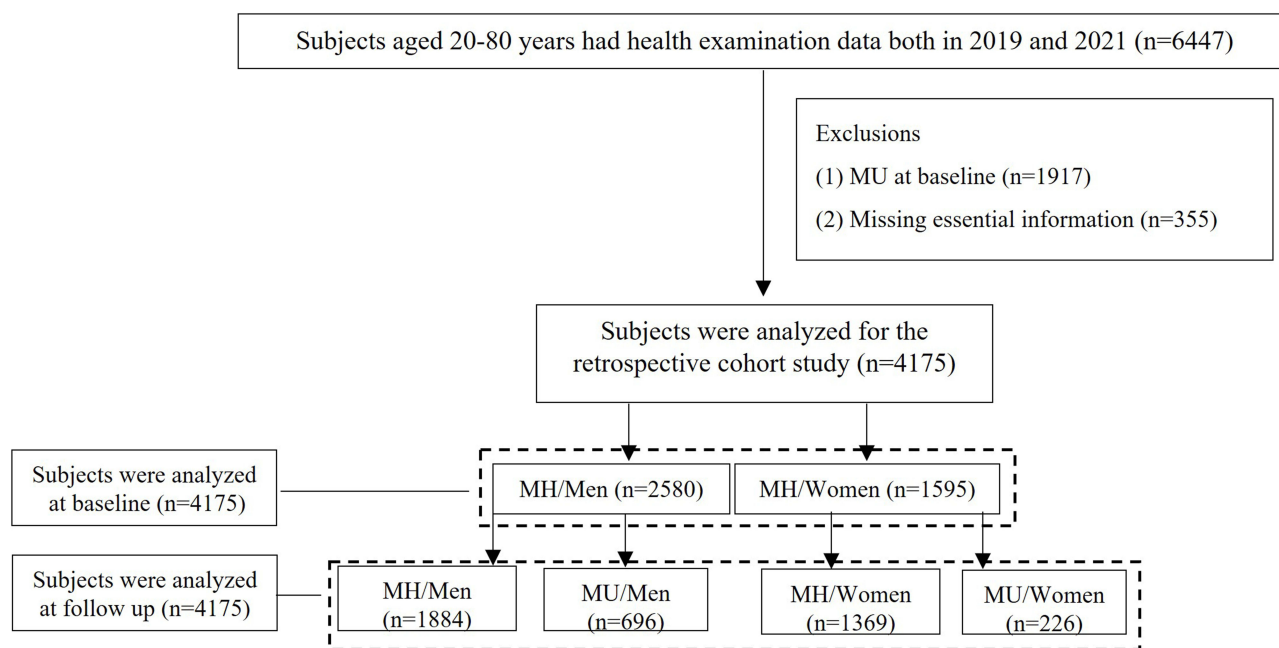 Subjects aged 20-80 years had health examination data both in 2019 and 2021 (n=6447)
Exclusions
(1) MU at baseline (n=1917)
(2) Missing essential information (n=355)
Subjects were analyzed for the
retrospective cohort study (n=4175)
Subjects were analyzed
at baseline (n=4175)
MH/Men (n=2580)
MH/Women (n=1595)
Subjects were analyzed
at follow up (n=4175)
MH/Men
(n=1884)
MU/Men
(n=696)
MH/Women
(n=1369)
MU/Women
(n=226)